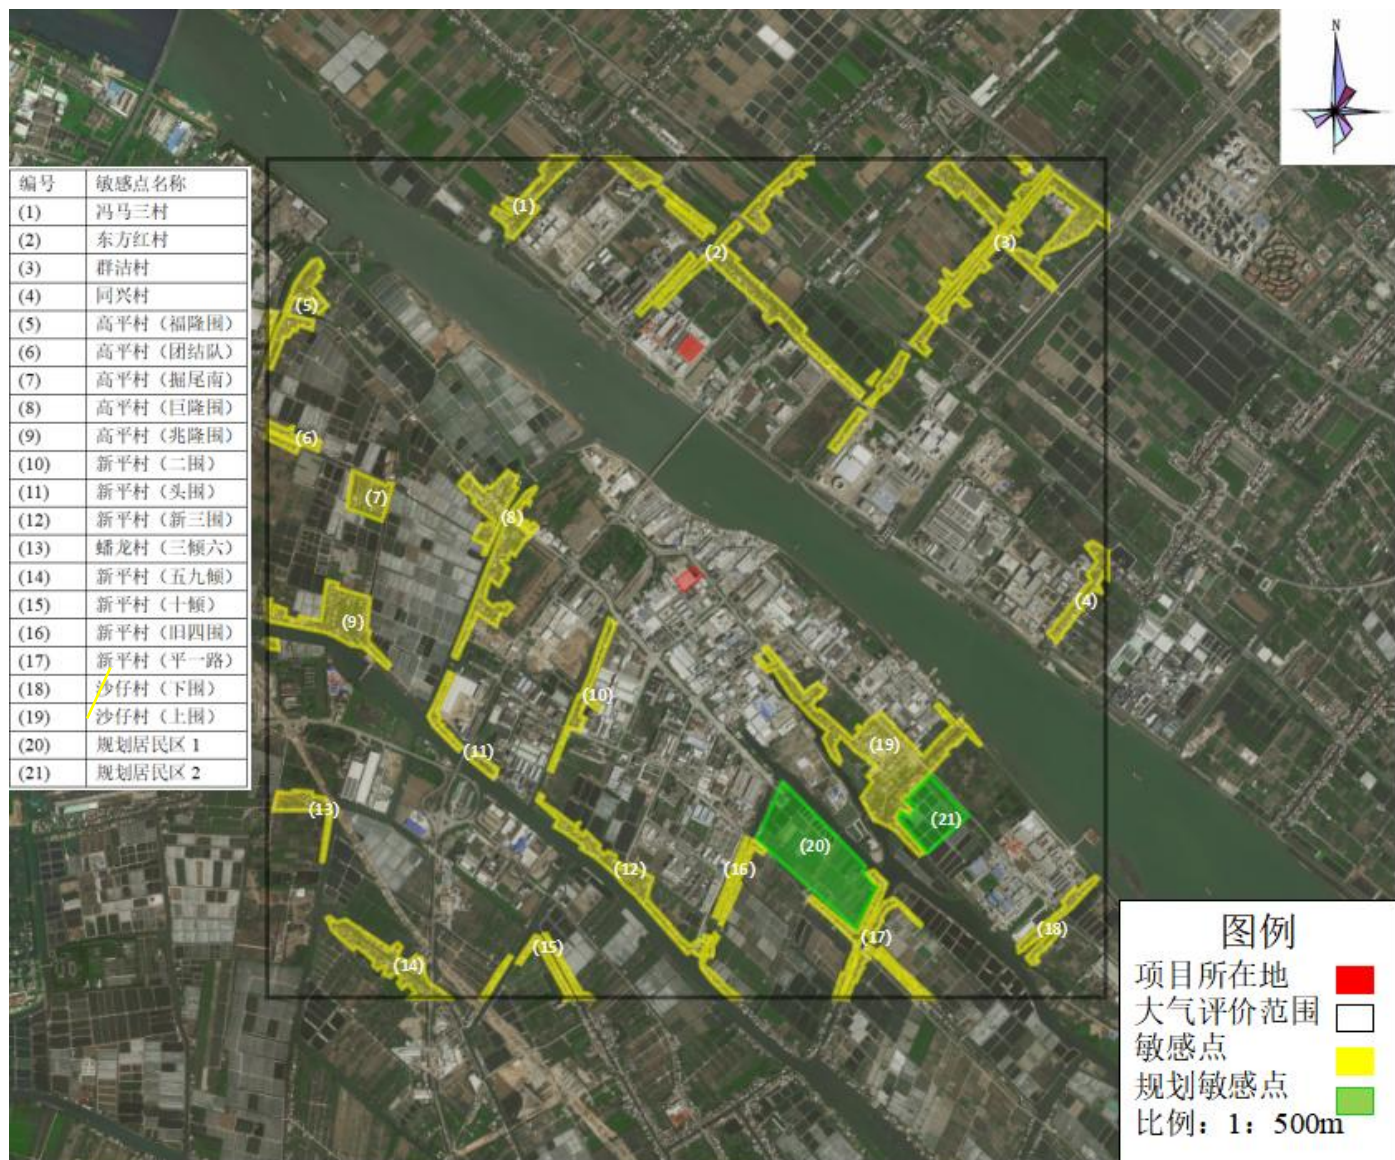 N
编号 敏感点名称
(1) 冯马三村
(2) 东方红村
(3) 群沾村
(4) 同兴村
(5) 高平村（福隆围）
(6) 高平村（团结队）
(7) 高平村（掘尾南）
(8) 高平村（巨隆围）
(9) 高平村（兆隆围）
(10) 新平村（二围）
(11) 新平村（头围）
(12) 新平村（新三围）
(13) 蟠龙村（三倾六）
(14) 新平村（五九倾）
(15) 新平村（十倾）
(16) 新平村（旧四围）
(17) 新平村（平一路）
(18) 沙仔村（下围）
(19) 沙仔村（上围）
(20) 规划居民区 1
(21) 规划居民区 2
(1)
(2)
(3)
(5)
(6)
(7)
(8)
(4)
(9)
(10)
(19)
(11)
(13)
(21)
(20)
(12)
(16)
(18)
(17)
(15)
(14)
图例
项目所在地
大气评价范围
敏感点
规划敏感点
比例：1：500m